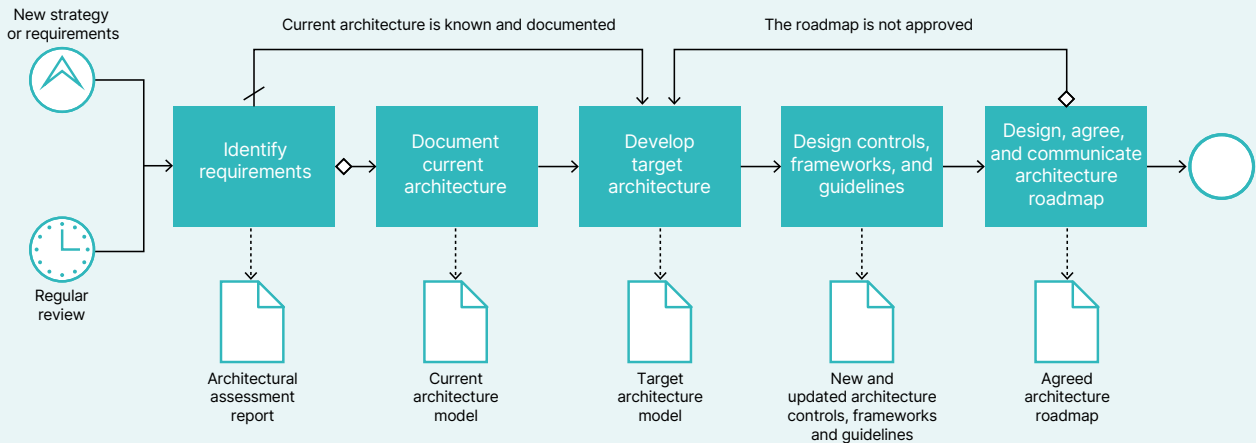 New strategy
or requirements
Current architecture is known and documented
The roadmap is not approved
Identify
requirements
Document
current
architecture
Develop
target
architecture
Design controls,
frameworks, and
guidelines
Design, agree,
and communicate
architecture
roadmap
Regular
review
Architectural
assessment
report
Current
architecture
model
Target
architecture
model
New and
updated architecture
controls, frameworks
and guidelines
Agreed
architecture
roadmap